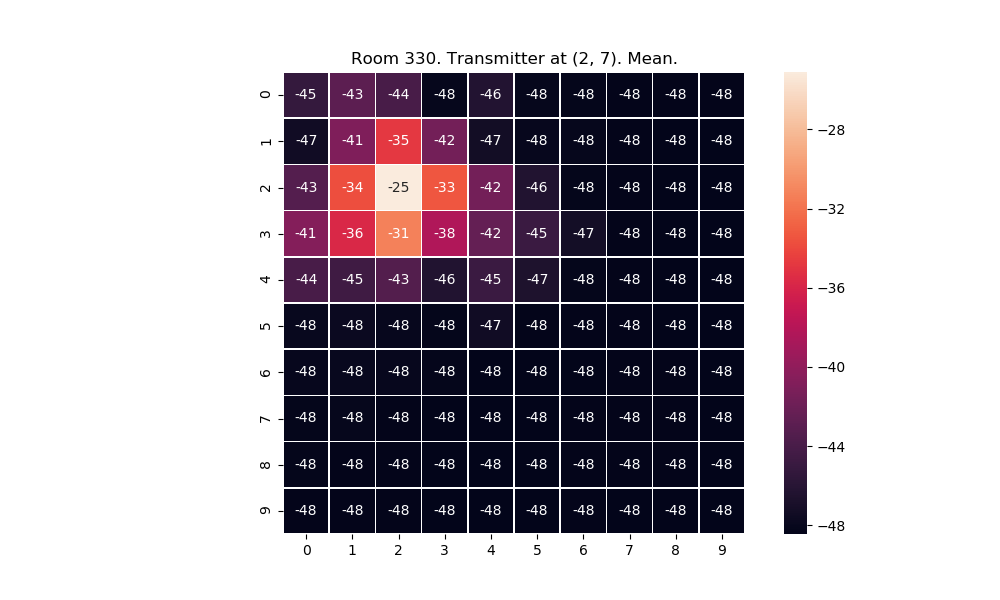 Room 330. Transmitter at (2, 7). Mean.
0 -45 -43 -44 -48 -46 -48 -48 -48 -48 -48
1 -47 -41 -35 -42 -47 -48 -48 -48 -48 -48
2 -43 -34 -25 -33 -42 -46 -48 -48 -48 -48
3 -41 -36 -31 -38 -42 -45 -47 -48 -48 -48
4 -44 -45 -43 -46 -45 -47 -48 -48 -48 -48
5 -48 -48 -48 -48 -47 -48 -48 -48 -48 -48
6 -48 -48 -48 -48 -48 -48 -48 -48 -48 -48
7 -48 -48 -48 -48 -48 -48 -48 -48 -48 -48
8 -48 -48 -48 -48 -48 -48 -48 -48 -48 -48
9 -48 -48 -48 -48 -48 -48 -48 -48 -48 -48
0 1 2 3 4 5 6 7 8 9
−28
−32
−36
−40
−44
−48